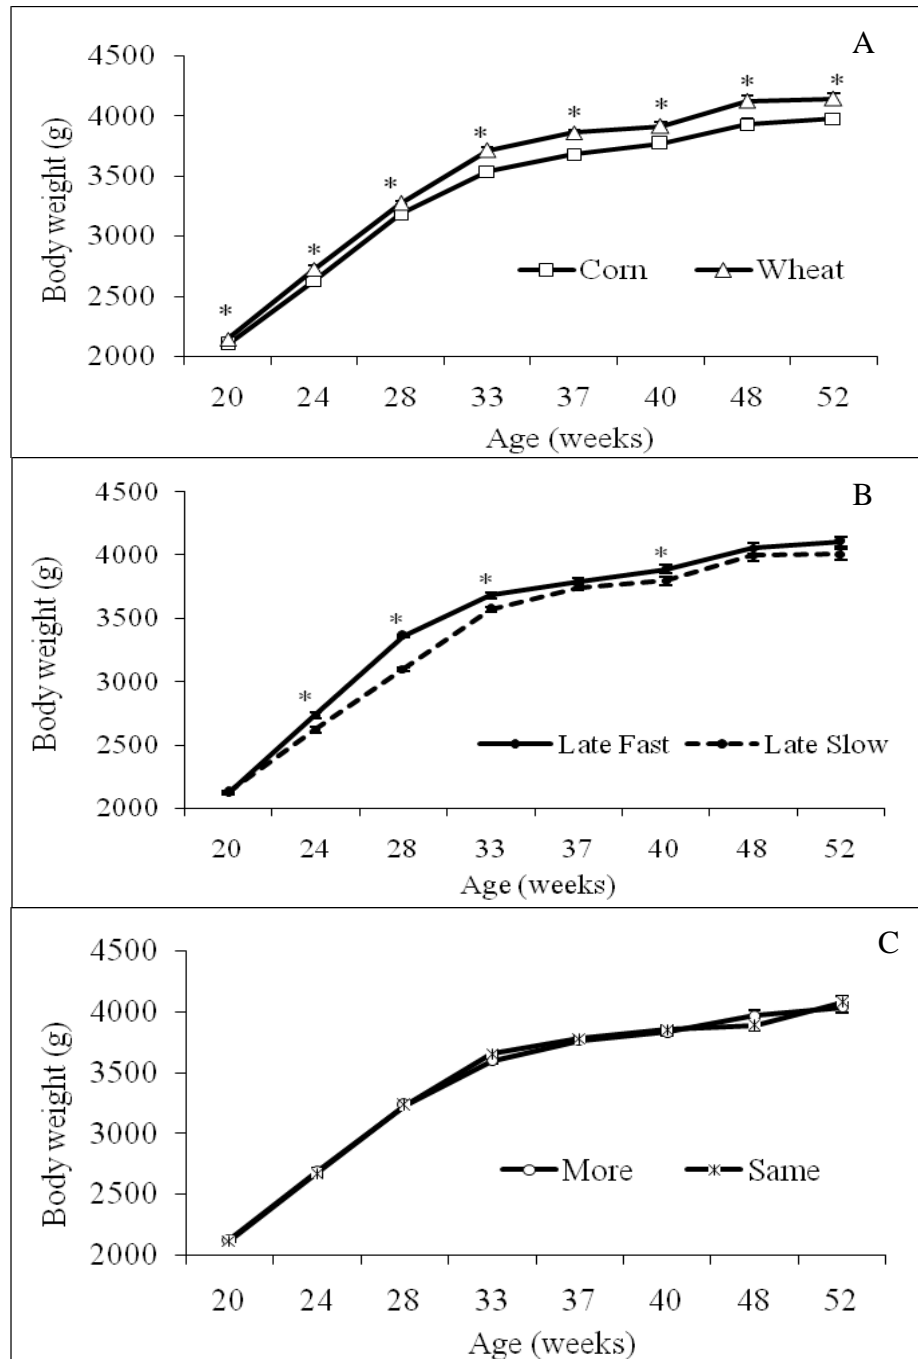 A
4500
4000
3500
3000
2500
2000
Body weight (g)
* * * * * * * *
Corn Wheat
20 24 28 33 37 40 48 52
Age (weeks)
B
4500
4000
3500
3000
2500
2000
Body weight (g)
* * * *
Late Fast Late Slow
20 24 28 33 37 40 48 52
Age (weeks)
C
4500
4000
3500
3000
2500
2000
Body weight (g)
More Same
20 24 28 33 37 40 48 52
Age (weeks)